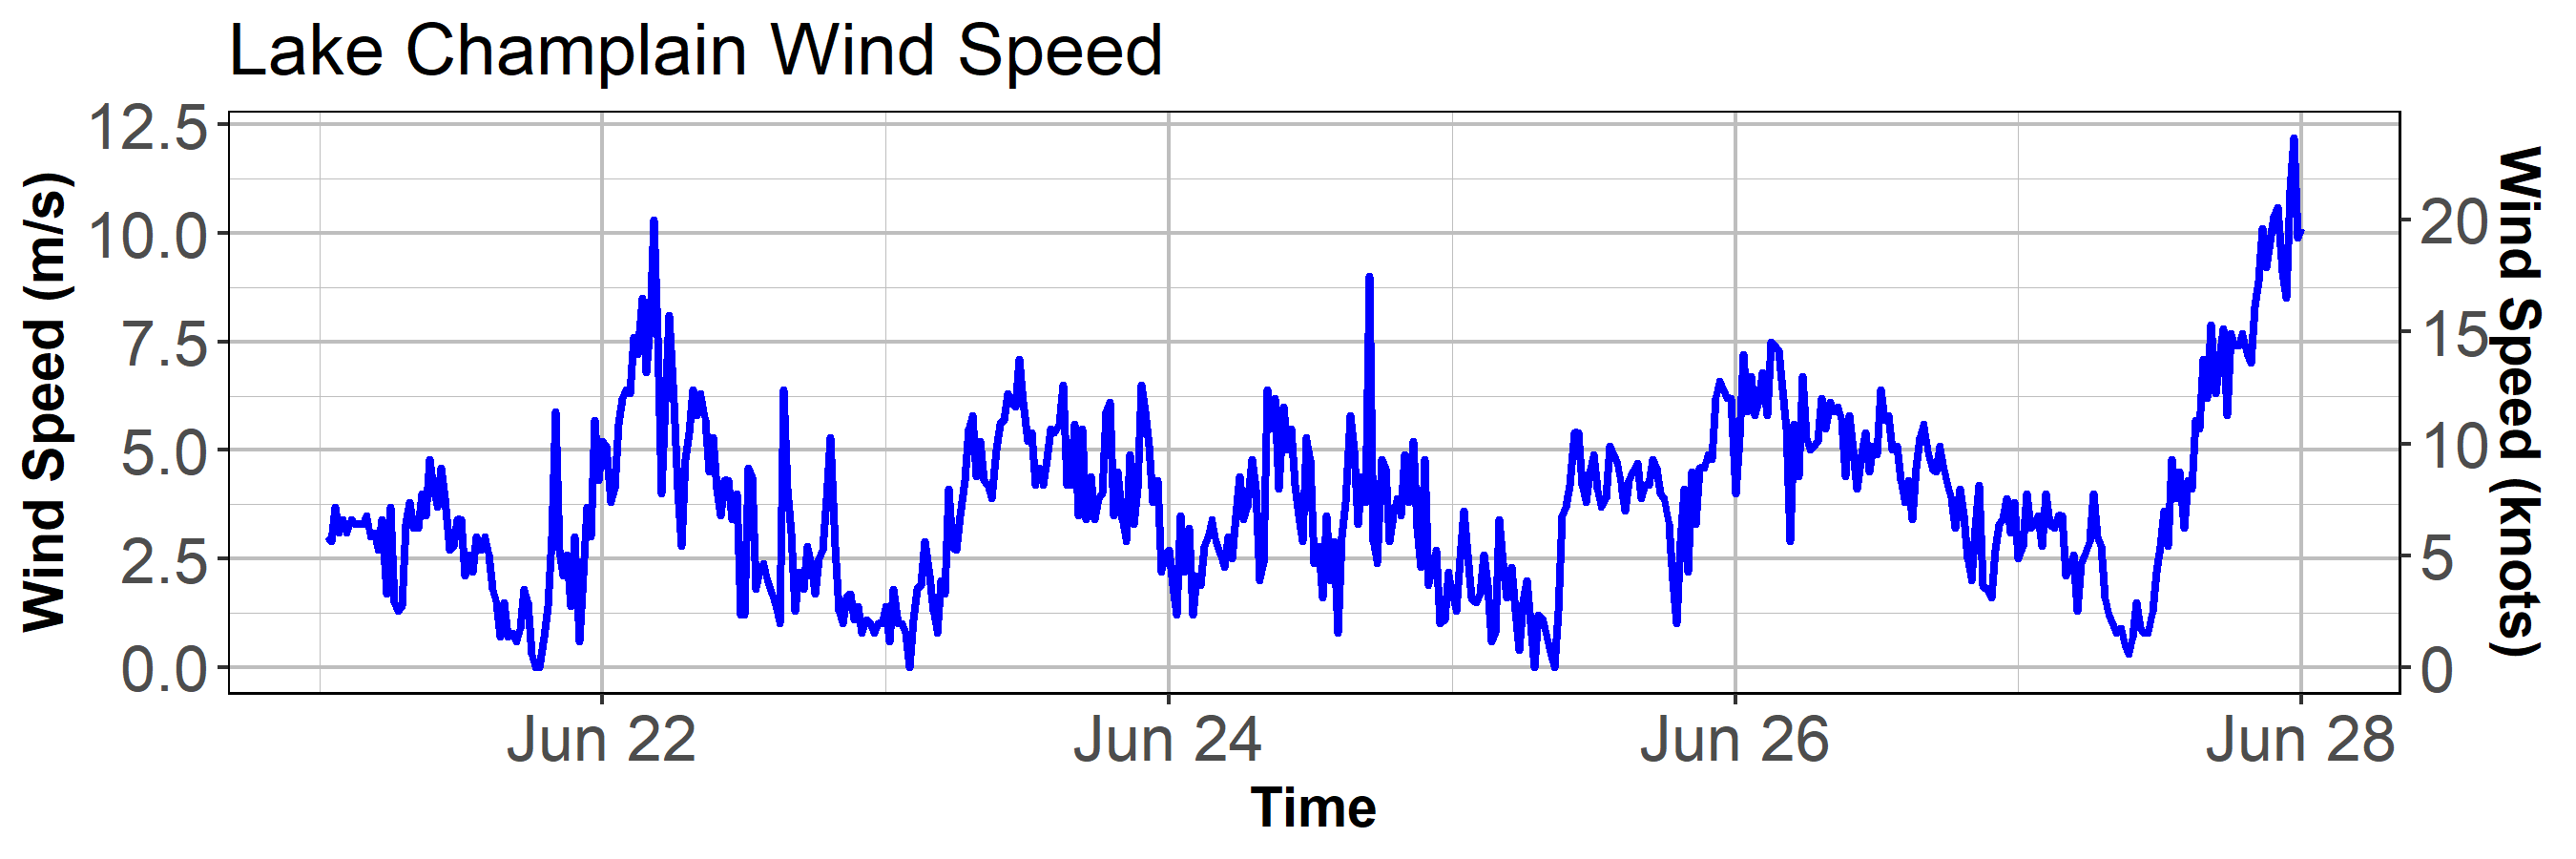 Lake Champlain Wind Speed
Wind Speed (m/s)
12.5
10.0
7.5
5.0
2.5
0.0
20
15
10
5
0
Wind Speed (knots)
Jun 22
Jun 24
Jun 26
Jun 28
Time